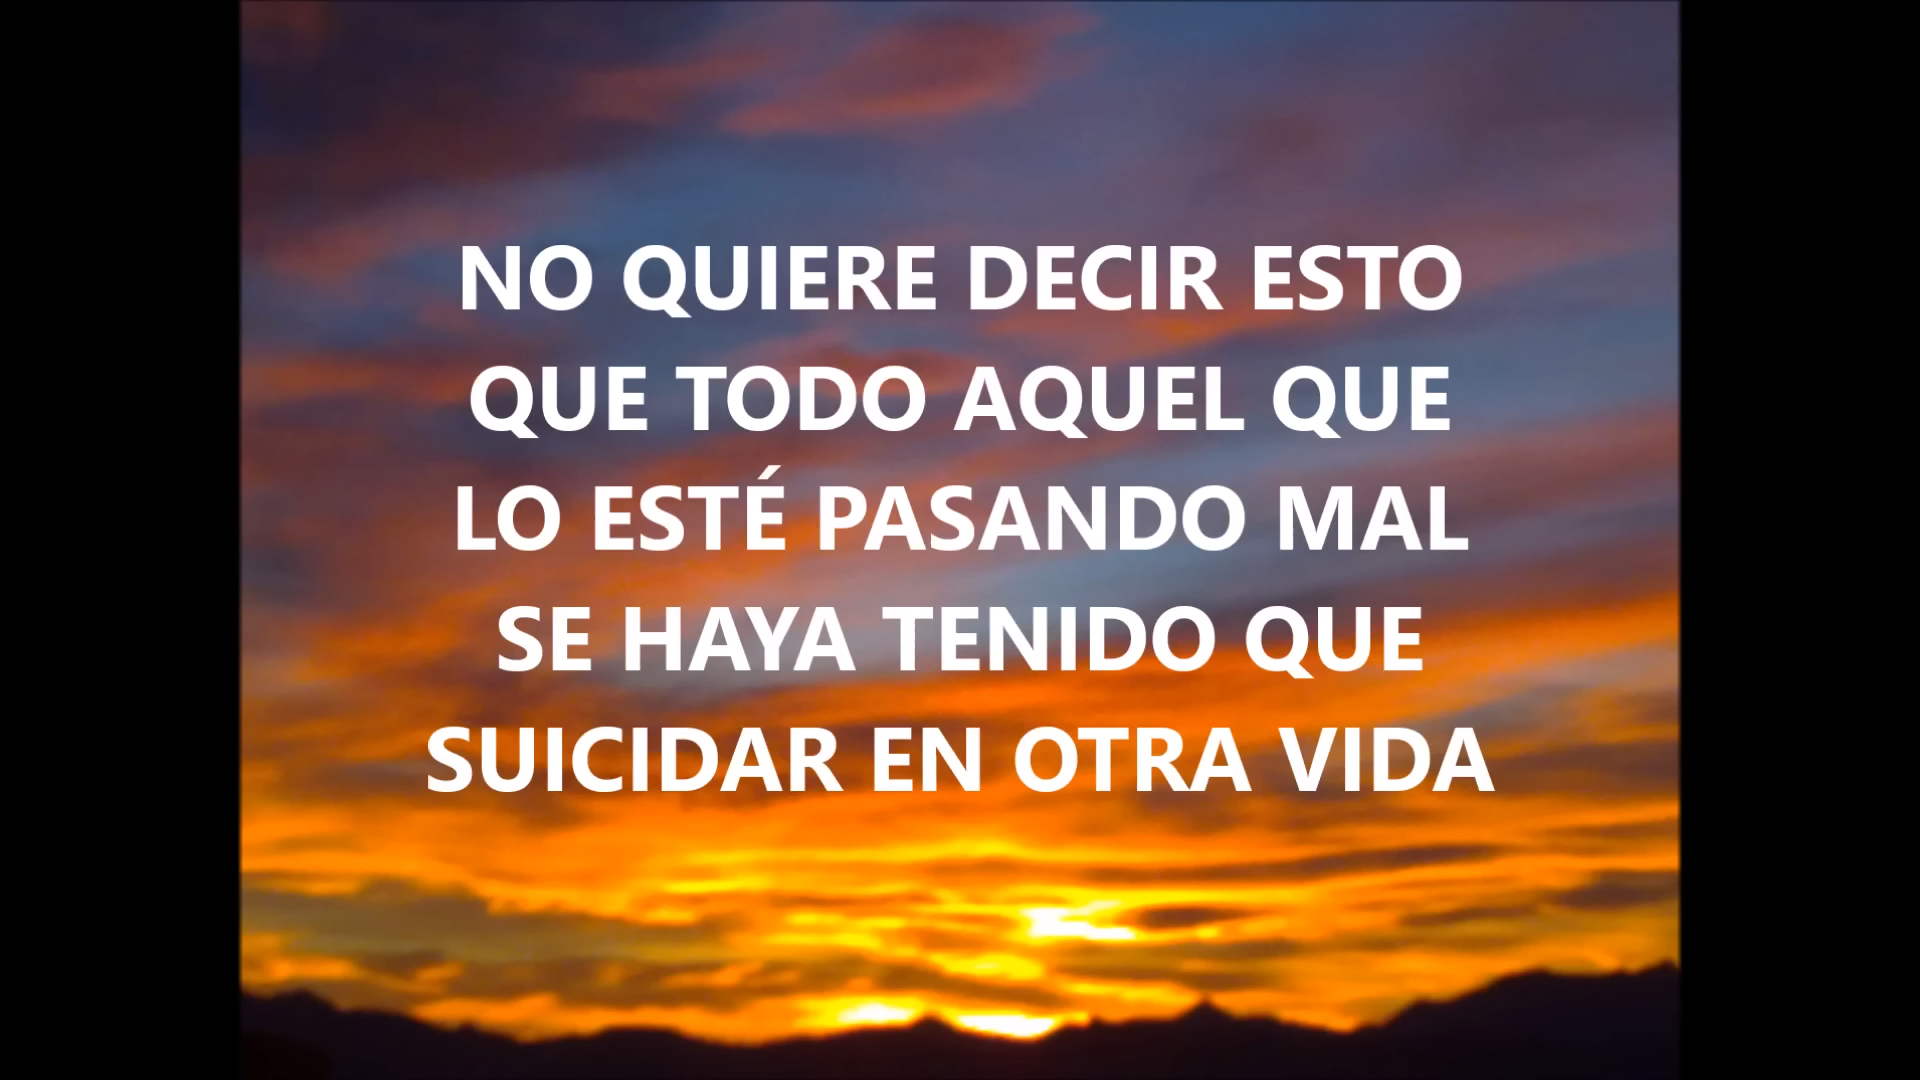 NO QUIERE DECIR ESTO
QUE TODO AQUEL QUE
LO ESTÉ PASANDO MAL
SE HAYA TENIDO QUE
SUICIDAR EN OTRA VIDA